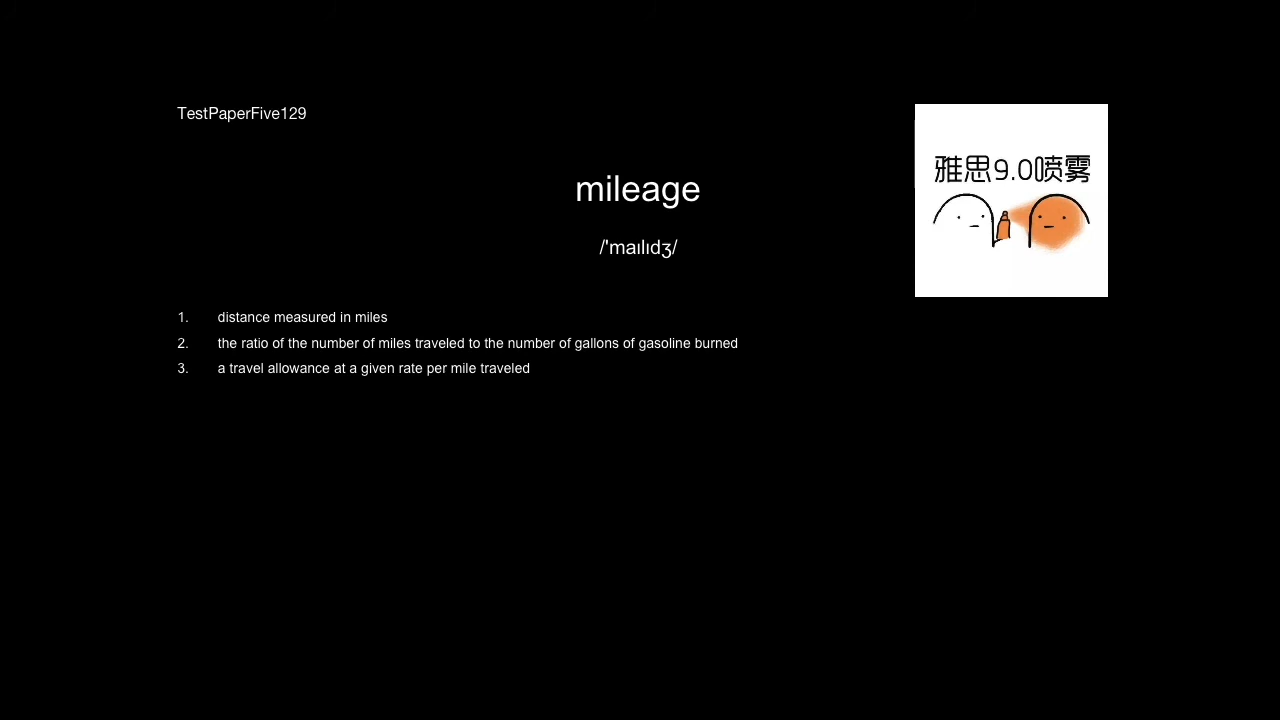 TestPaperFive129
雅思9.0喷雾
mileage
/'maɪlɪdʒ/
1. distance measured in miles
2. the ratio of the number of miles traveled to the number of gallons of gasoline burned
3. a travel allowance at a given rate per mile traveled